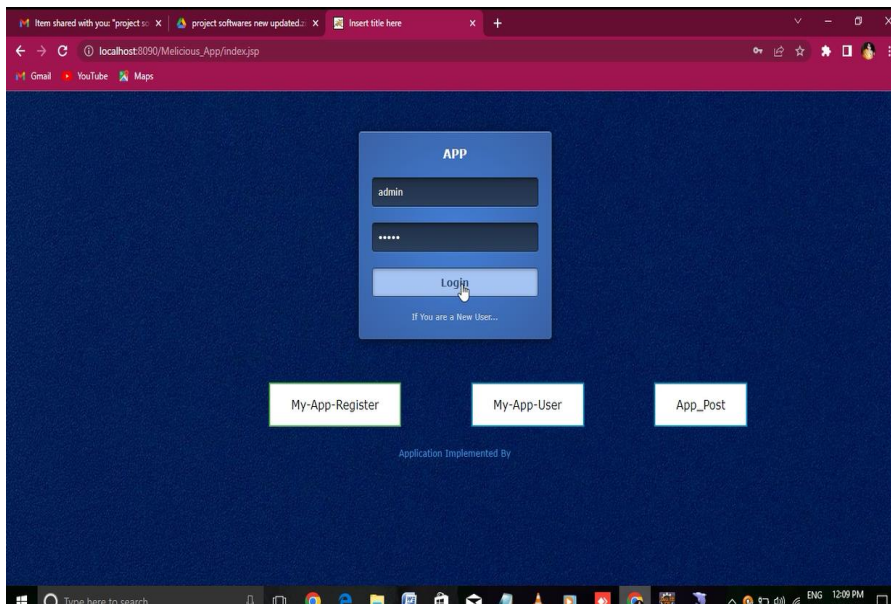 Item shared with you: "project so
project softwares new updated.z
Insert title here
localhost:8090/Melicious_App/index.jsp
Gmail
YouTube
Maps
APP
admin
•••••
Login
If You are a New User...
My-App-Register
My-App-User
App_Post
Application Implemented By
Type here to search
ENG
12:09 PM